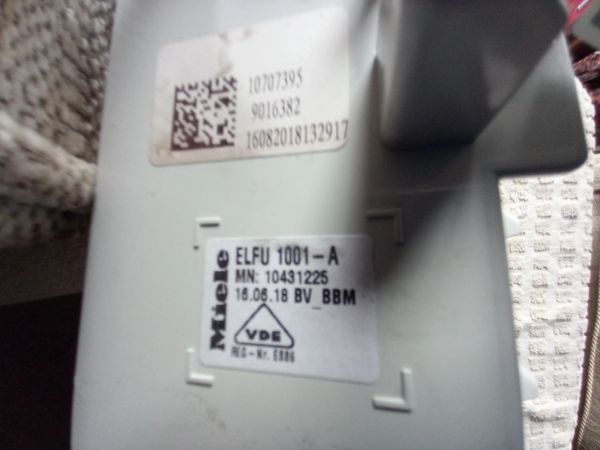 10707395
9016382
16082018132917
Miele
ELFU 1001-A
MN: 10431225
16.06.18 BV_BBM
VDE
REG-Nr. E886